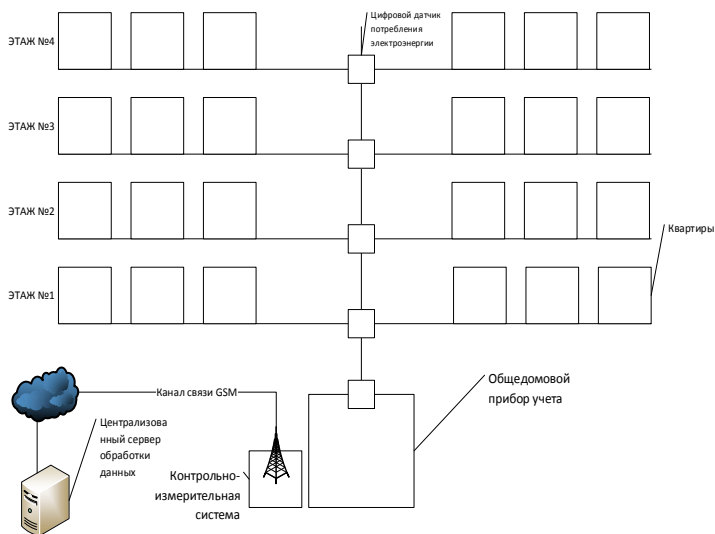 Цифровой датчик
потребления
электроэнергии
ЭТАЖ №4
ЭТАЖ №3
ЭТАЖ №2
Квартиры
ЭТАЖ №1
Канал связи GSM
Общедомовой
прибор учета
Централизова
нный сервер
обработки
данных
Контрольно-
измерительная
система